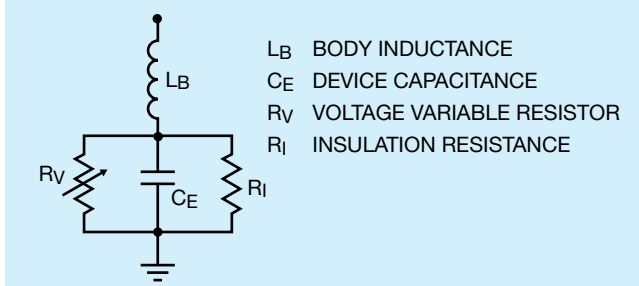 LB BODY INDUCTANCE
CE DEVICE CAPACITANCE
RV VOLTAGE VARIABLE RESISTOR
RI INSULATION RESISTANCE
LB
RV
CE
RI